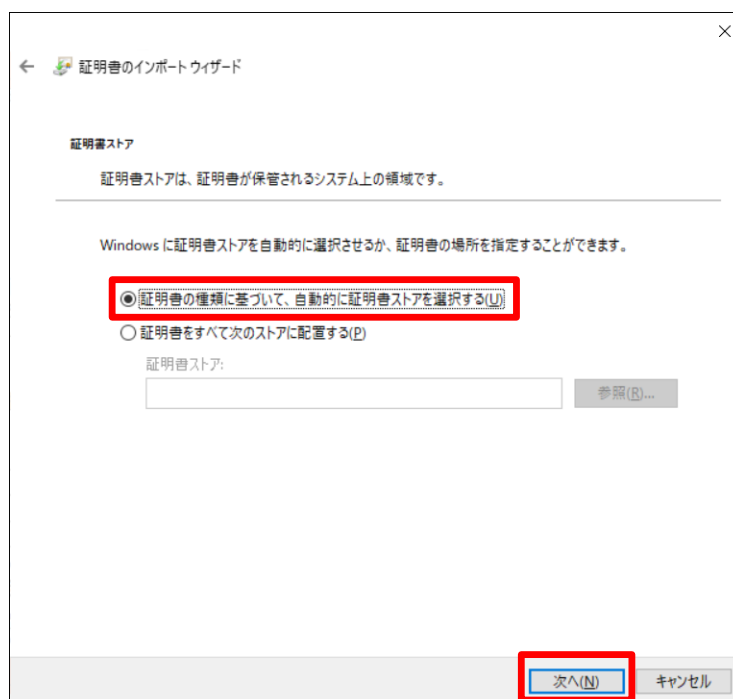 証明書のインポート ウィザード
証明書ストア
証明書ストアは、証明書が保管されるシステム上の領域です。
Windows に証明書ストアを自動的に選択させるか、証明書の場所を指定することができます。
証明書の種類に基づいて、自動的に証明書ストアを選択する(U)
証明書をすべて次のストアに配置する(P)
証明書ストア:
参照(R)...
次へ(N)
キャンセル